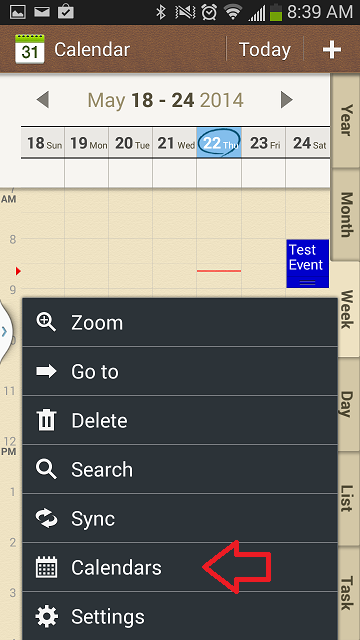 8:39 AM
31 Calendar Today +
May 18 - 24 2014
18 Sun 19 Mon 20 Tue 21 Wed 22 Thu 23 Fri 24 Sat
Year
Month
Week
Day
List
Task
AM
8
Test
Event
9
11
12
PM
1
2
3
Zoom
Go to
Delete
Search
Sync
Calendars
Settings